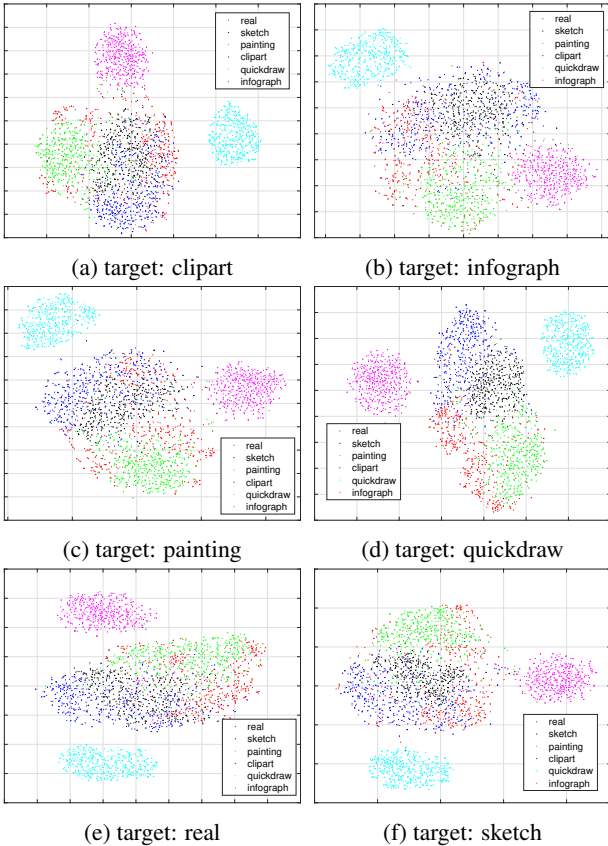 real
sketch
painting
clipart
quickdraw
infograph
(a) target: clipart
real
sketch
painting
clipart
quickdraw
infograph
(b) target: infograph
real
sketch
painting
clipart
quickdraw
infograph
(c) target: painting
real
sketch
painting
clipart
quickdraw
infograph
(d) target: quickdraw
real
sketch
painting
clipart
quickdraw
infograph
(e) target: real
real
sketch
painting
clipart
quickdraw
infograph
(f) target: sketch